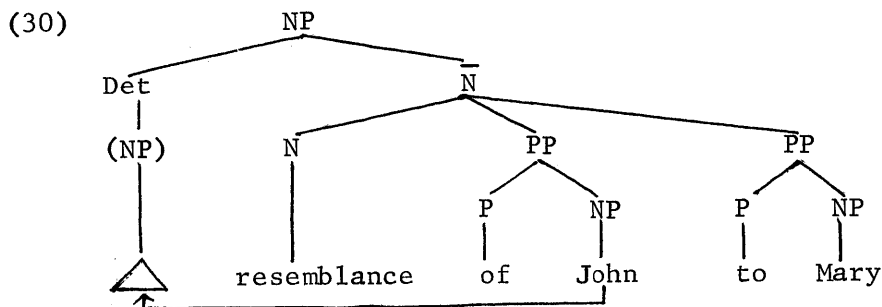 (30) NP
Det N̄
(NP) N PP PP
P NP P NP
resemblance of John to Mary